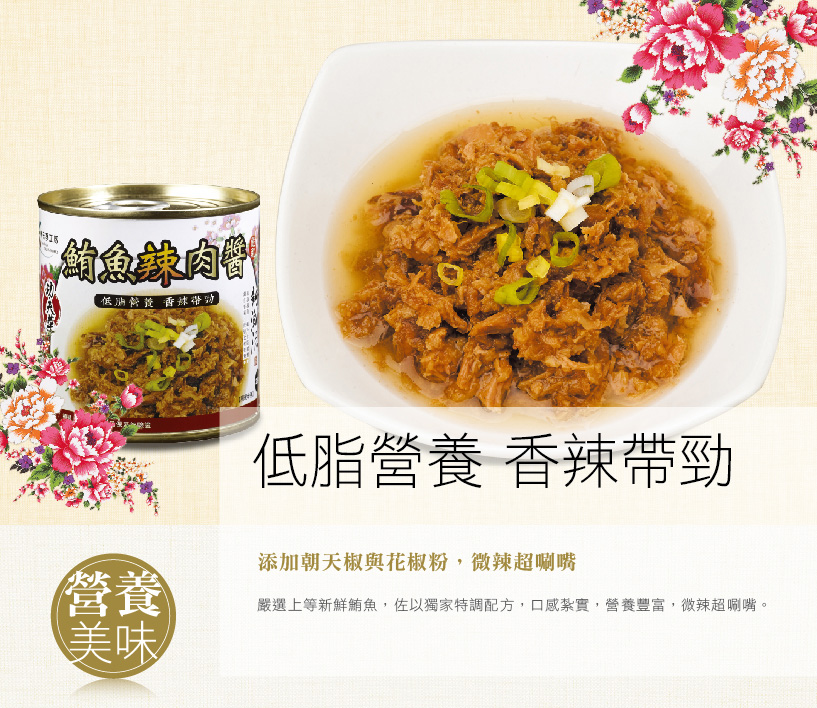 鮪魚辣肉醬
低脂營養 香辣帶勁
低脂營養 香辣帶勁
添加朝天椒與花椒粉，微辣超唰嘴
嚴選上等新鮮鮪魚，佐以獨家特調配方，口感紮實，營養豐富，微辣超唰嘴。
營養
美味